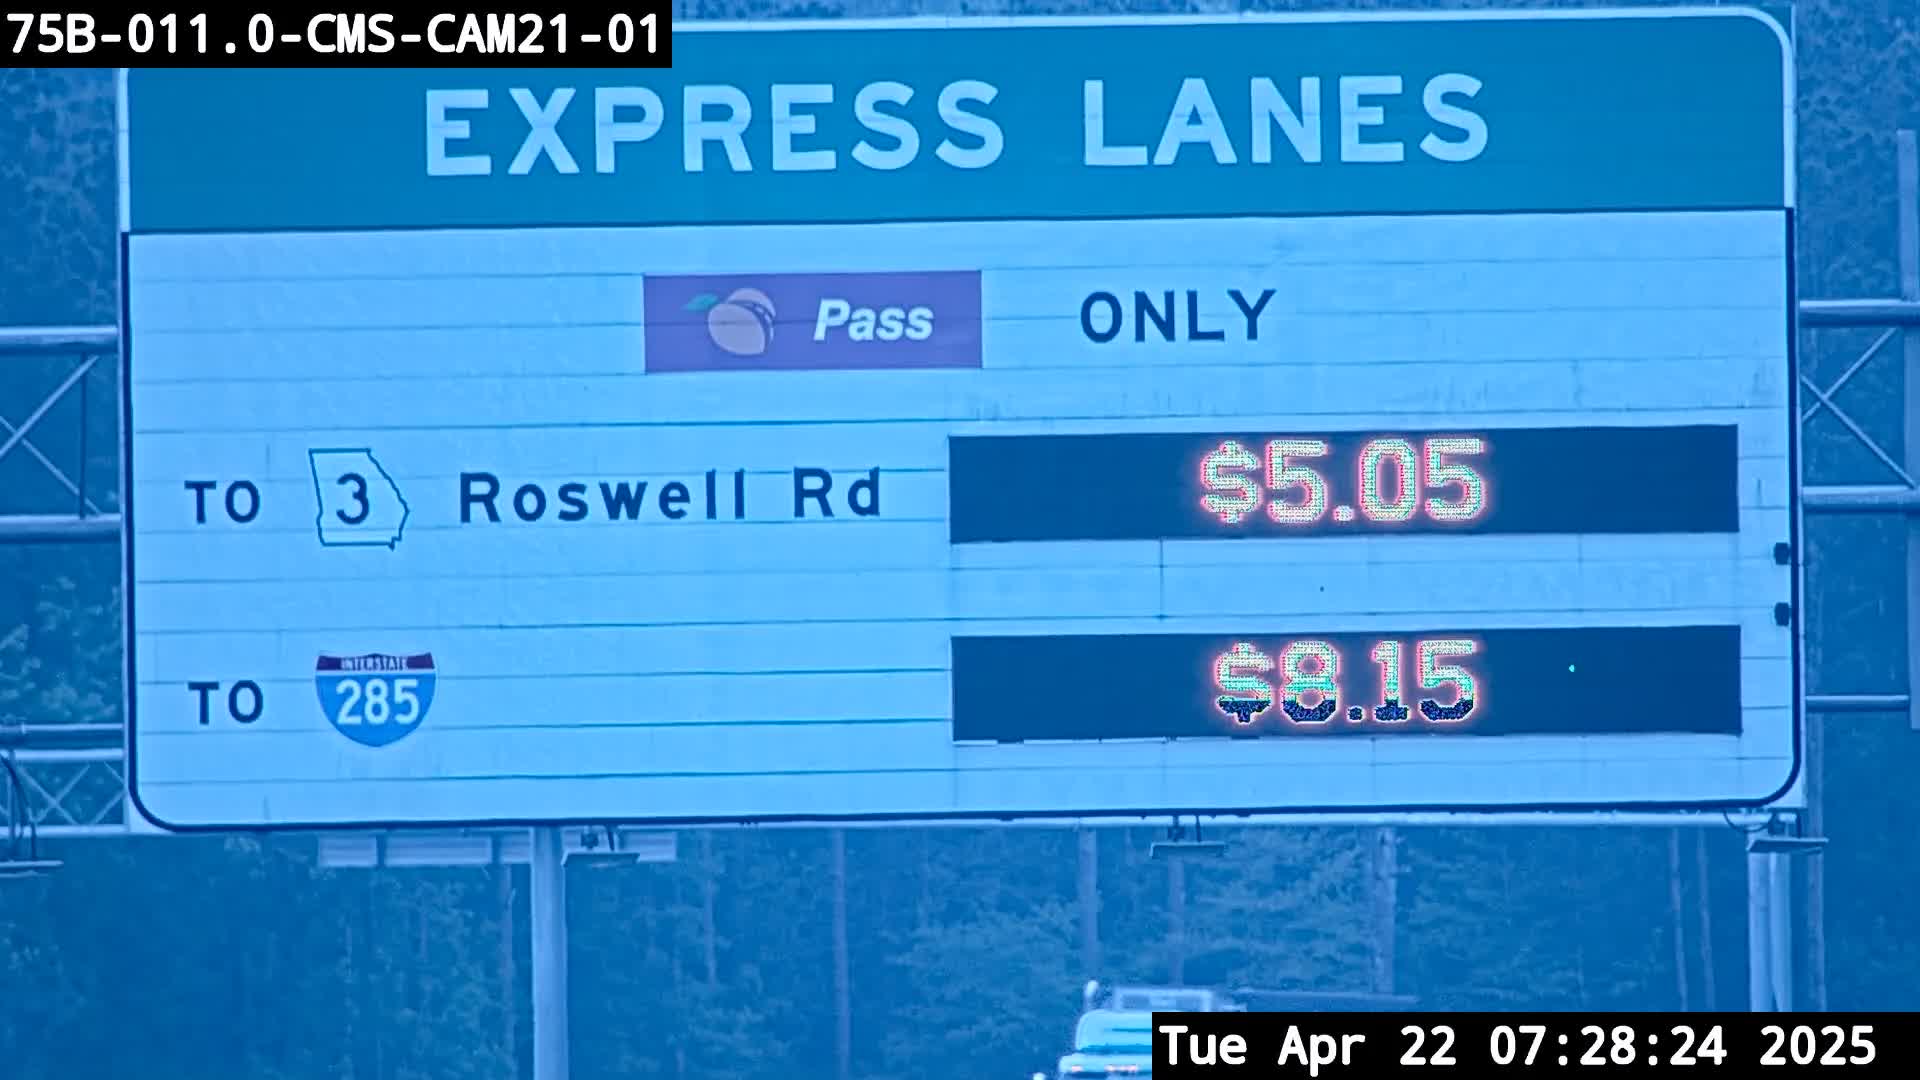 75B-011.0-CMS-CAM21-01
EXPRESS LANES
Pass ONLY
TO 3 Roswell Rd $5.05
TO INTERSTATE 285 $8.15
Tue Apr 22 07:28:24 2025